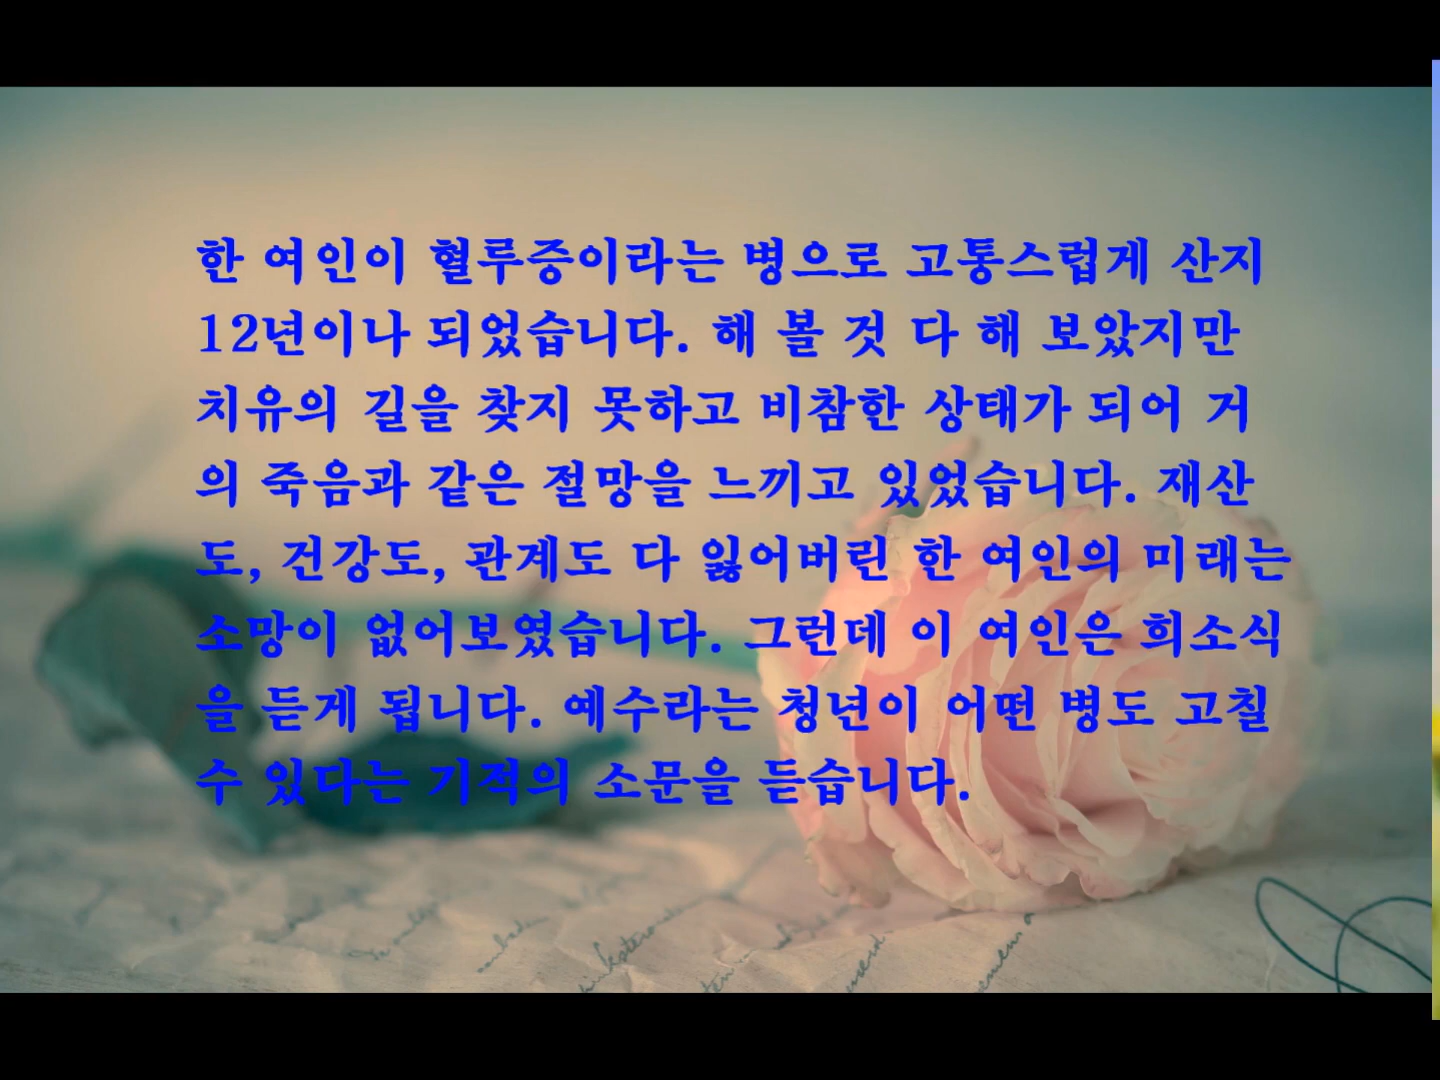 한 여인이 혈루증이라는 병으로 고통스럽게 산지
12년이나 되었습니다. 해 볼 것 다 해 보았지만
치유의 길을 찾지 못하고 비참한 상태가 되어 거
의 죽음과 같은 절망을 느끼고 있었습니다. 재산
도, 건강도, 관계도 다 잃어버린 한 여인의 미래는
소망이 없어보였습니다. 그런데 이 여인은 희소식
을 듣게 됩니다. 예수라는 청년이 어떤 병도 고칠
수 있다는 기적의 소문을 듣습니다.